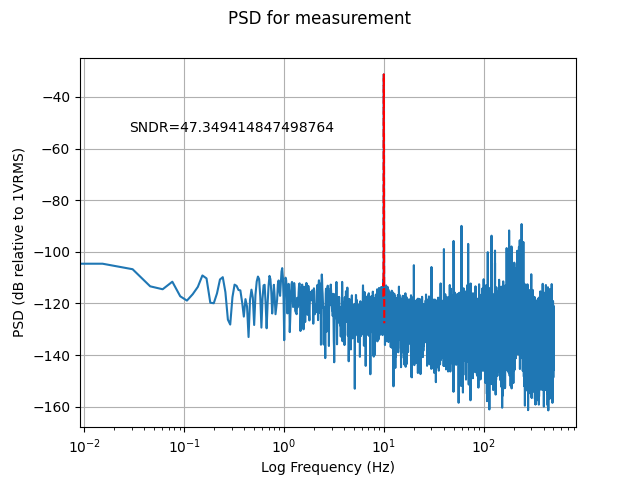 PSD for measurement
SNDR=47.349414847498764
PSD (dB relative to 1VRMS)
−40
−60
−80
−100
−120
−140
−160
10⁻² 10⁻¹ 10⁰ 10¹ 10²
Log Frequency (Hz)